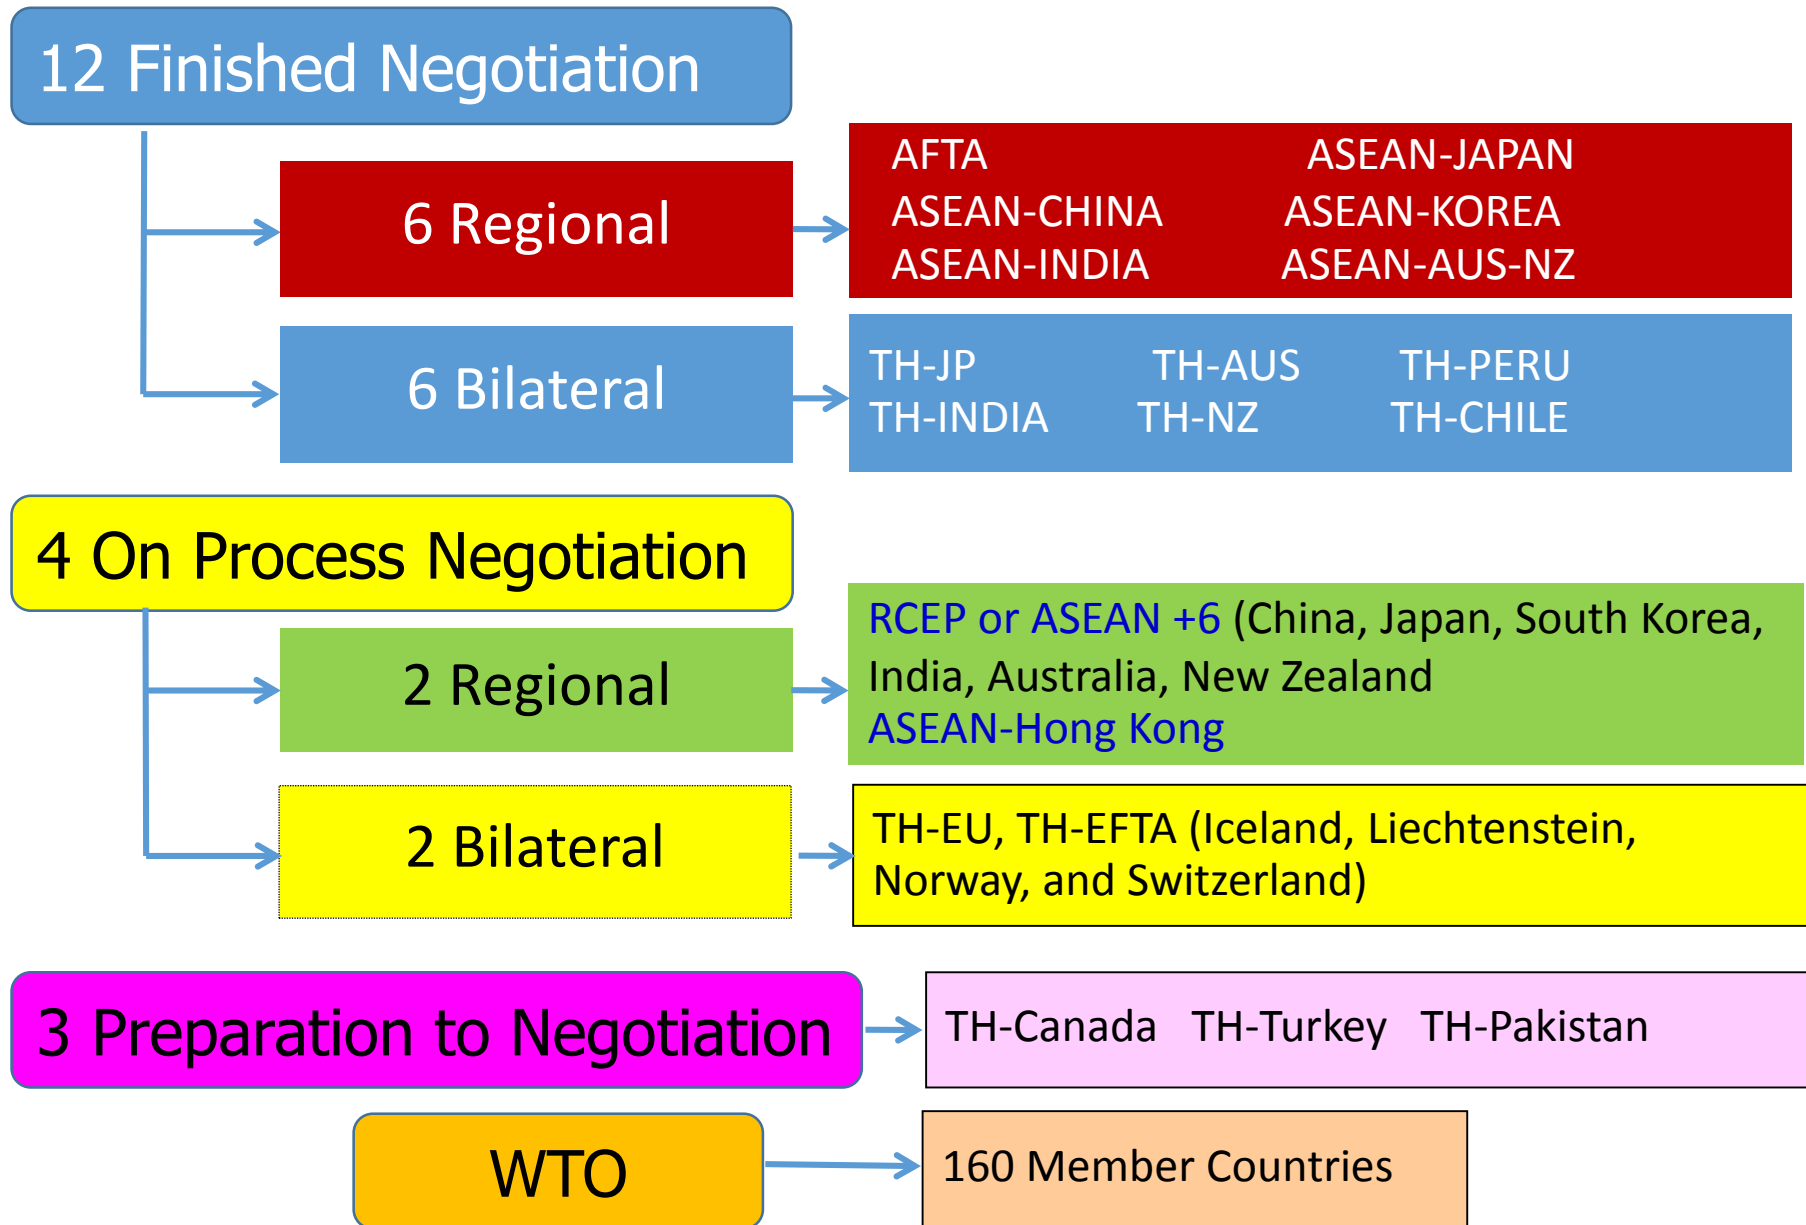 12 Finished Negotiation
6 Regional
AFTA ASEAN-JAPAN
ASEAN-CHINA ASEAN-KOREA
ASEAN-INDIA ASEAN-AUS-NZ
6 Bilateral
TH-JP TH-AUS TH-PERU
TH-INDIA TH-NZ TH-CHILE
4 On Process Negotiation
2 Regional
RCEP or ASEAN +6 (China, Japan, South Korea,
India, Australia, New Zealand
ASEAN-Hong Kong
2 Bilateral
TH-EU, TH-EFTA (Iceland, Liechtenstein,
Norway, and Switzerland)
3 Preparation to Negotiation
TH-Canada TH-Turkey TH-Pakistan
WTO
160 Member Countries